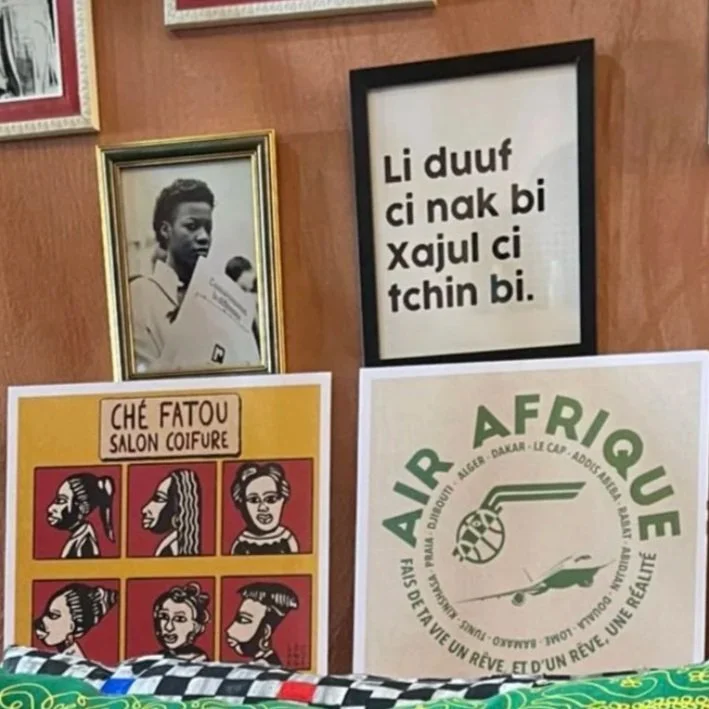 Li duuf
ci nak bi
Xajul ci
tchin bi.
CHÉ FATOU
SALON COIFURE
AIR AFRIQUE
ALGER - DAKAR - LE CAP - ADDIS ABEBA - RABAT - ABIDJAN - DOUALA - LOME - BAMAKO - TUNIS - KINSHASA - PRAIA - DJIBOUTI -
FAIS DE TA VIE UN RÊVE, ET D'UN RÊVE, UNE RÉALITÉ